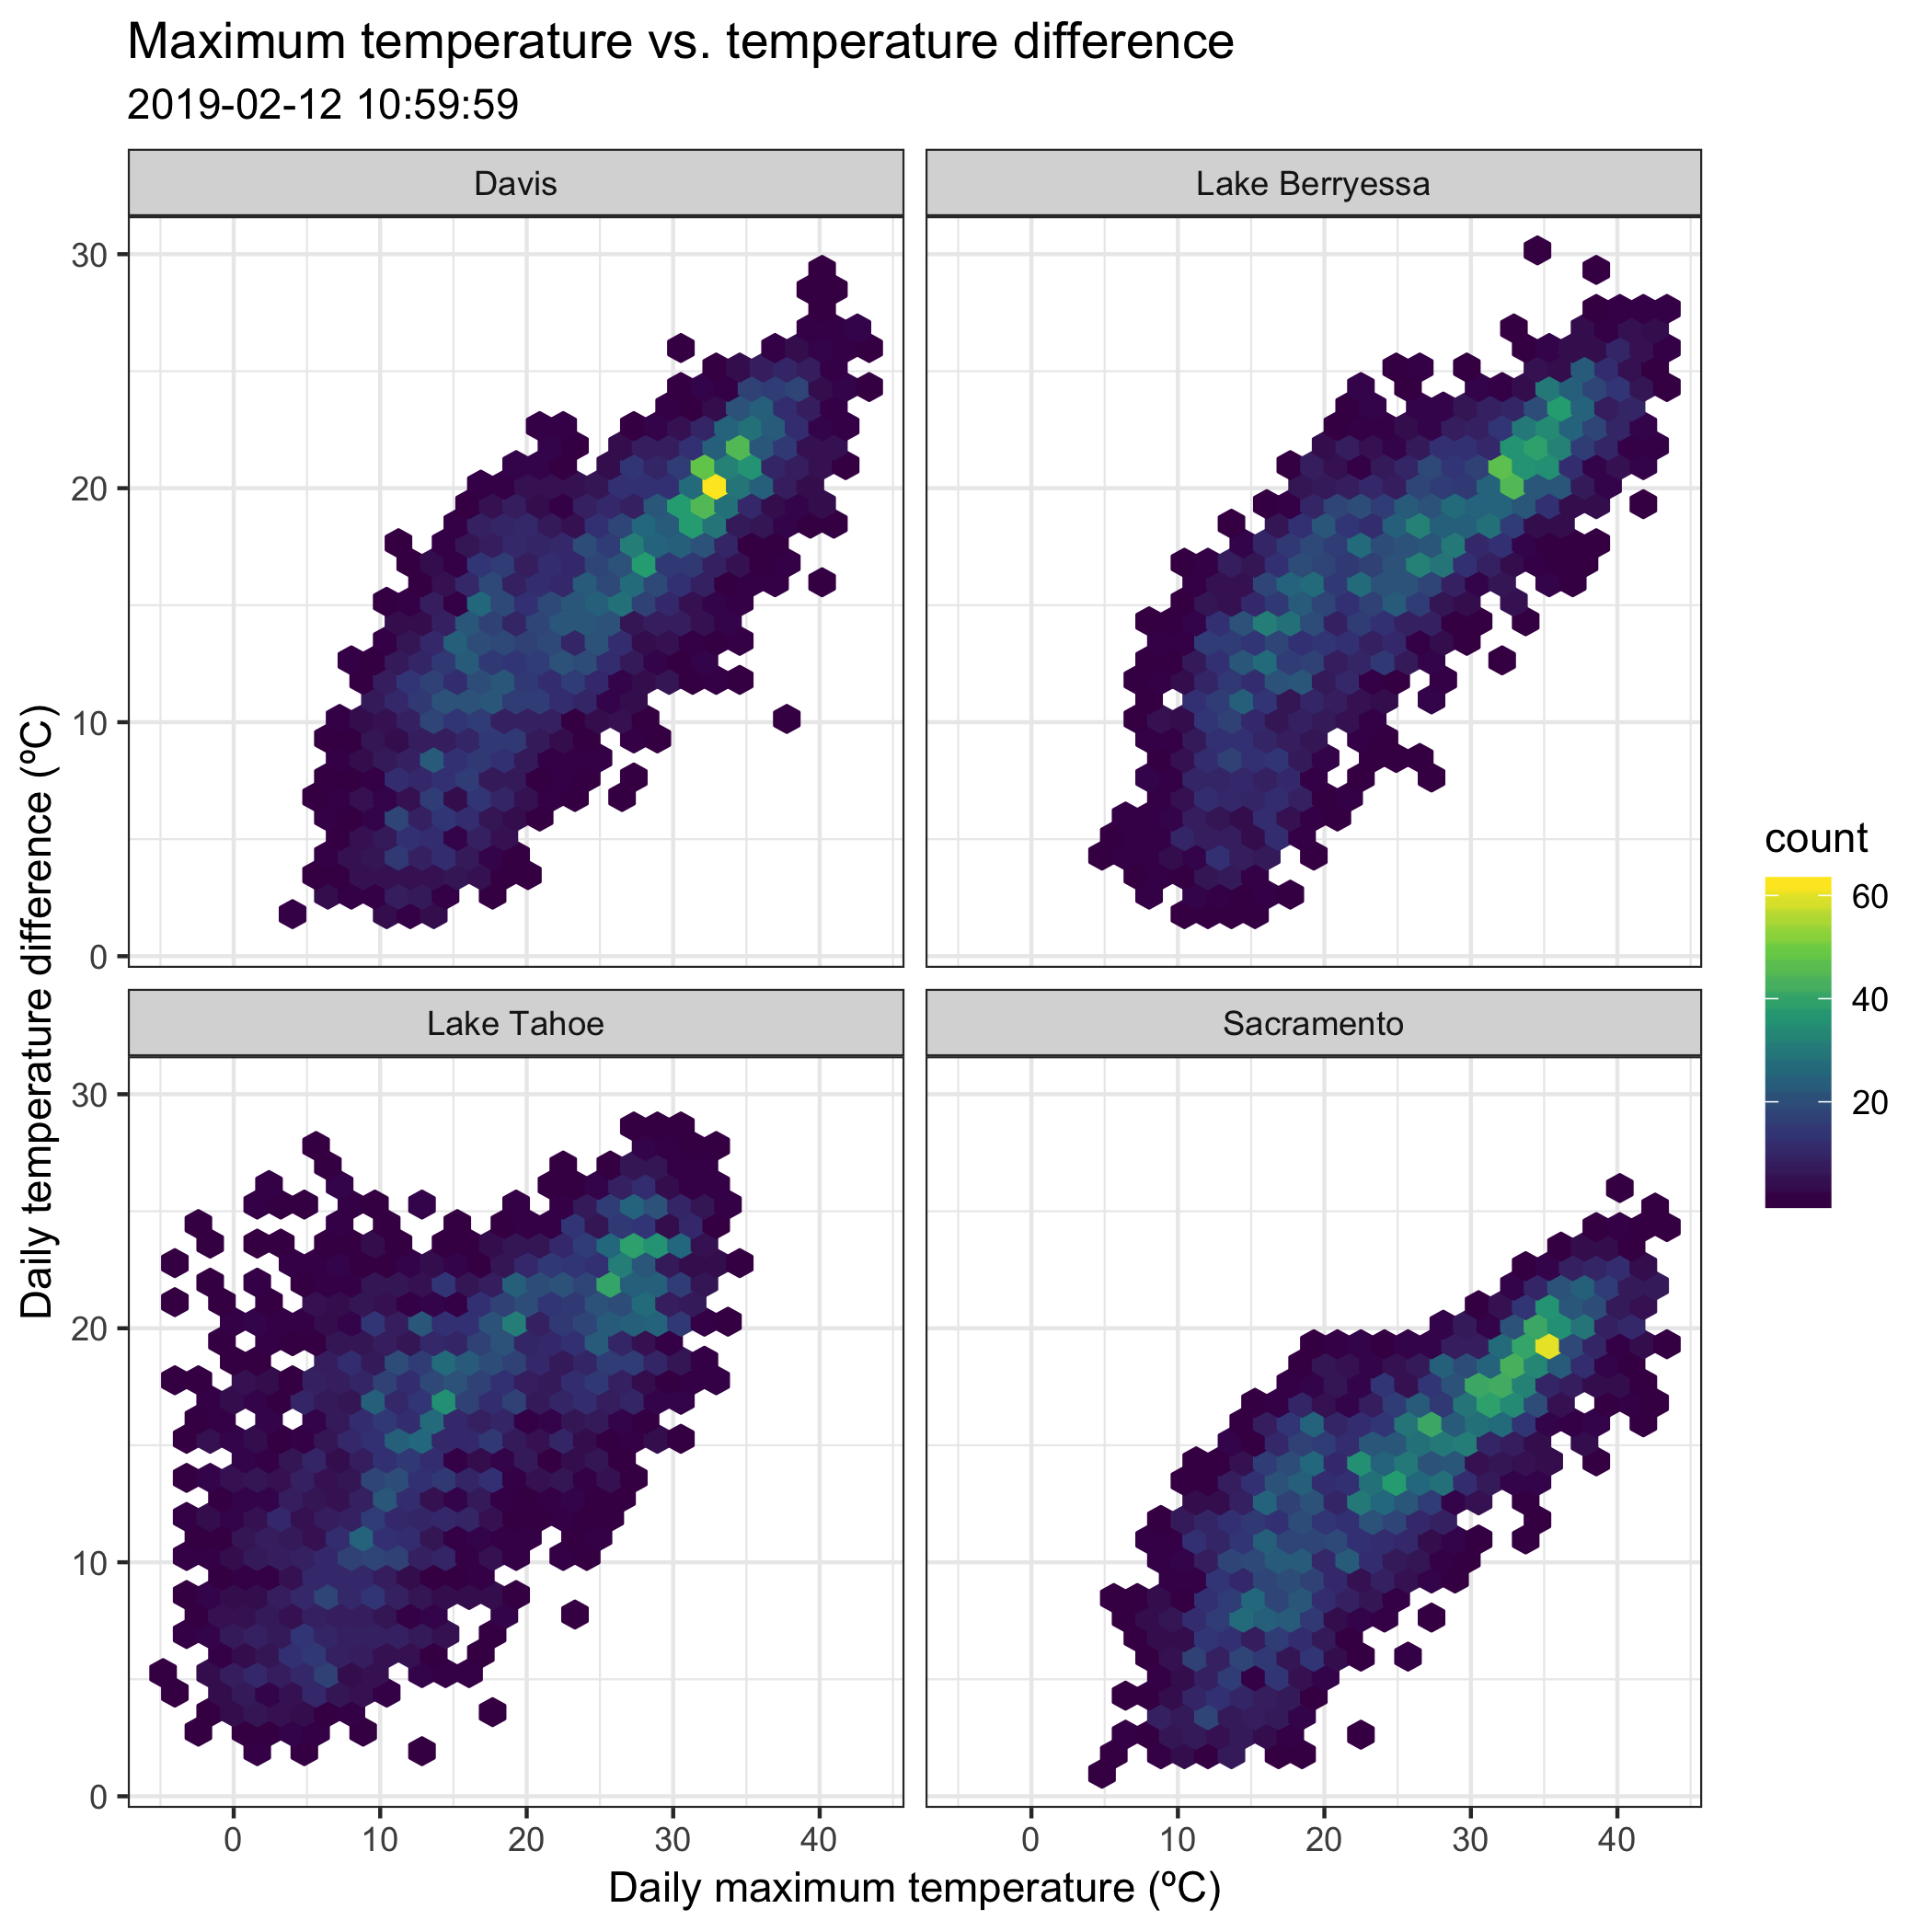 Maximum temperature vs. temperature difference
2019-02-12 10:59:59
Davis
Lake Berryessa
30
20
10
0
Lake Tahoe
Sacramento
30
20
10
0
0 10 20 30 40
0 10 20 30 40
Daily maximum temperature (ºC)
Daily temperature difference (ºC)
count
60
40
20